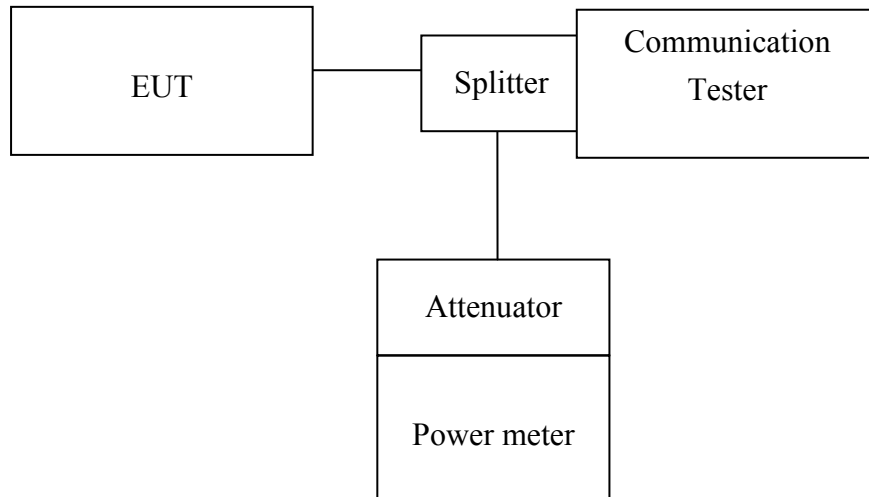 EUT
Splitter
Communication
Tester
Attenuator
Power meter